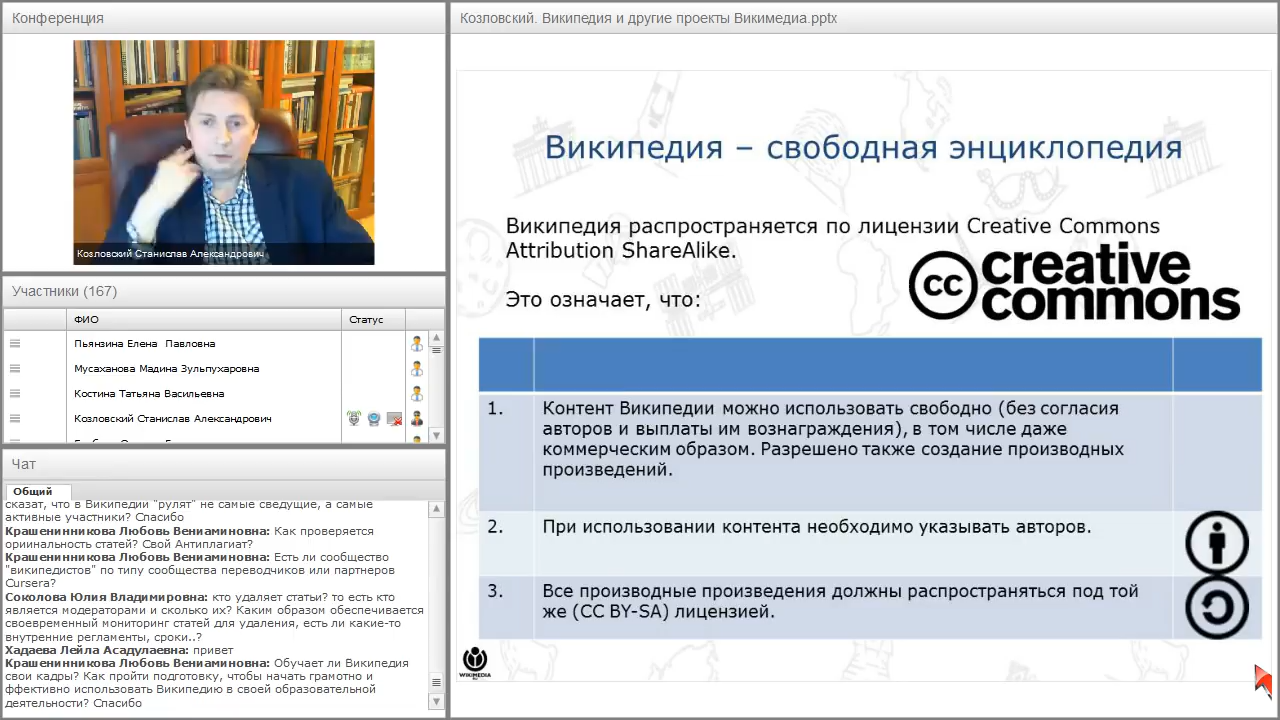 Конференция
Козловский Станислав Александрович
Участники (167)
ФИО
Статус
Пьянзина Елена Павловна
Мусаханова Мадина Зульпухаровна
Костина Татьяна Васильевна
Козловский Станислав Александрович
Чат
Общий
сказат, что в Википедии "рулят" не самые сведущие, а самые
активные участники? Спасибо
Крашенинникова Любовь Вениаминовна: Как проверяется
ориинальность статей? Свой Антиплагиат?
Крашенинникова Любовь Вениаминовна: Есть ли сообщество
"википедистов" по типу сообщества переводчиков или партнеров
Cursera?
Соколова Юлия Владимировна: кто удаляет статьи? то есть кто
является модераторами и сколько их? Каким образом обеспечивается
своевременный мониторинг статей для удаления, есть ли какие-то
внутренние регламенты, сроки..?
Хадаева Лейла Асадулаевна: привет
Крашенинникова Любовь Вениаминовна: Обучает ли Википедия
свои кадры? Как пройти подготовку, чтобы начать грамотно и
ффективно использовать Википедию в своей образовательной
деятельности? Спасибо
Козловский. Википедия и другие проекты Викимедиа.pptx
Википедия – свободная энциклопедия
Википедия распространяется по лицензии Creative Commons
Attribution ShareAlike.
Это означает, что:
cc creative
commons
1. Контент Википедии можно использовать свободно (без согласия
авторов и выплаты им вознаграждения), в том числе даже
коммерческим образом. Разрешено также создание производных
произведений.
2. При использовании контента необходимо указывать авторов.
3. Все производные произведения должны распространяться под той
же (CC BY-SA) лицензией.
WIKIMEDIA